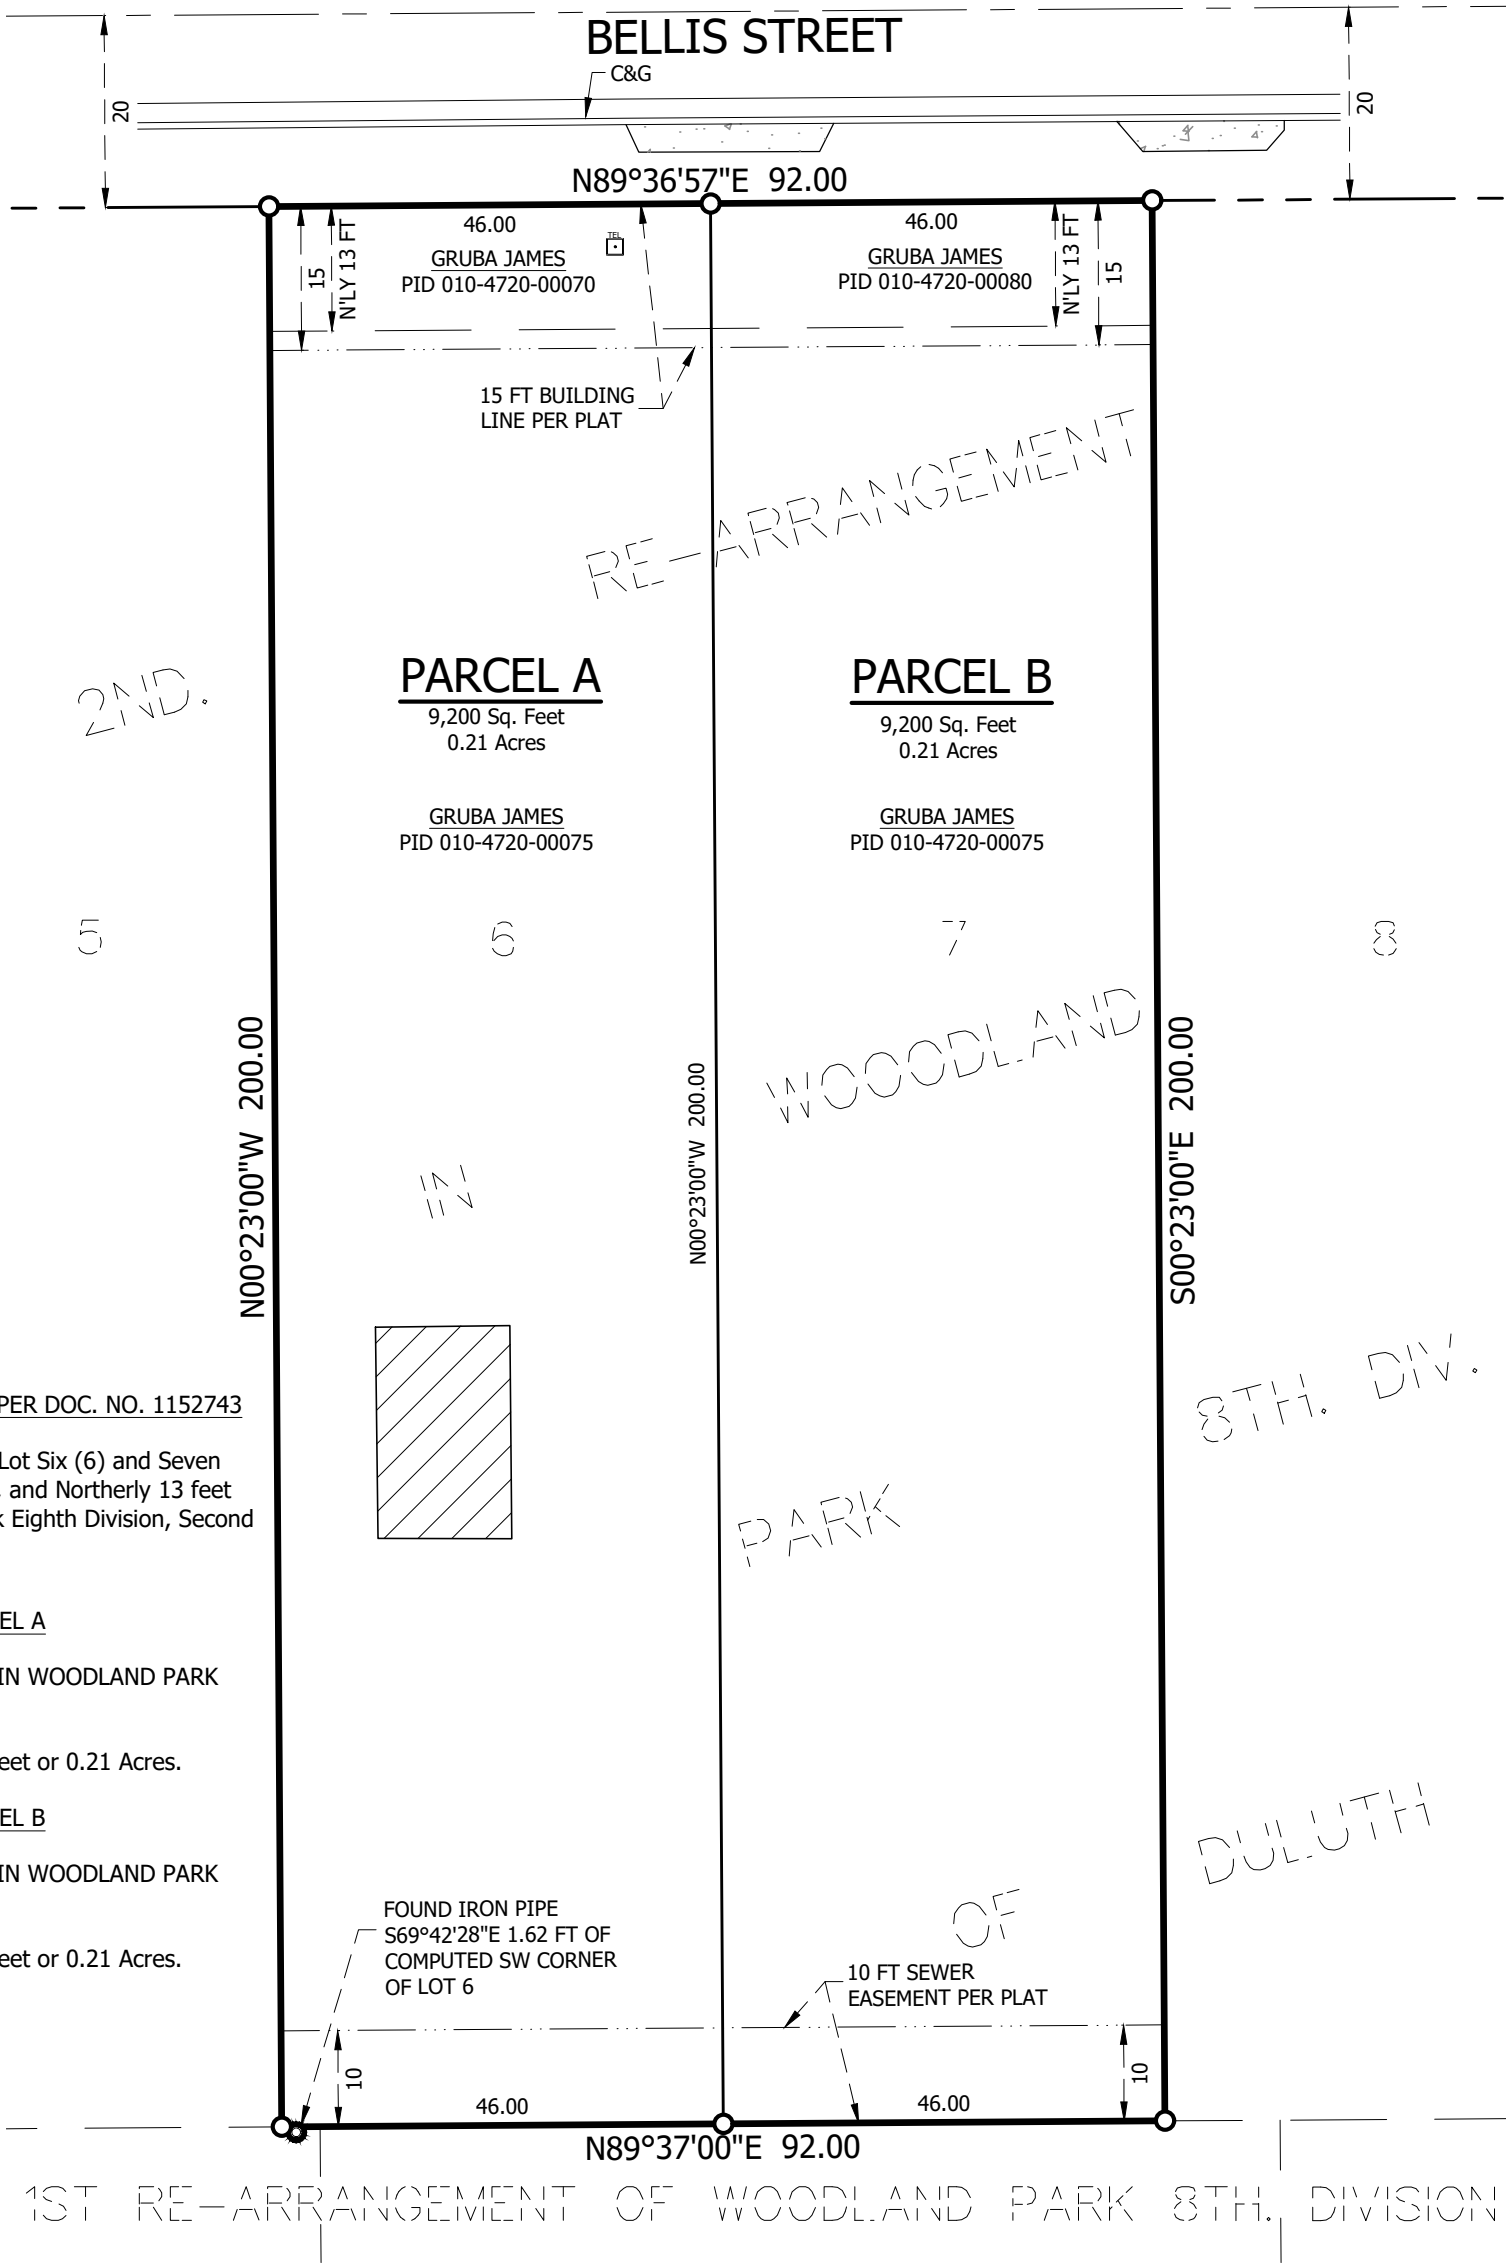 BELLIS STREET
C&G
20
20
N89°36'57"E 92.00
46.00
46.00
TEL
GRUBA JAMES
PID 010-4720-00070
GRUBA JAMES
PID 010-4720-00080
15
N'LY 13 FT
N'LY 13 FT
15
15 FT BUILDING
LINE PER PLAT
RE-ARRANGEMENT
2ND.
PARCEL A
9,200 Sq. Feet
0.21 Acres
PARCEL B
9,200 Sq. Feet
0.21 Acres
GRUBA JAMES
PID 010-4720-00075
GRUBA JAMES
PID 010-4720-00075
5
6
7
8
WOOODLAND
N00°23'00"W 200.00
N00°23'00"W 200.00
S00°23'00"E 200.00
IN
8TH. DIV.
PER DOC. NO. 1152743
Lot Six (6) and Seven
, and Northerly 13 feet
k Eighth Division, Second
PARK
EL A
IN WOODLAND PARK
eet or 0.21 Acres.
EL B
IN WOODLAND PARK
eet or 0.21 Acres.
DULUTH
OF
FOUND IRON PIPE
S69°42'28"E 1.62 FT OF
COMPUTED SW CORNER
OF LOT 6
10 FT SEWER
EASEMENT PER PLAT
10
10
46.00
46.00
N89°37'00"E 92.00
1ST RE-ARRANGEMENT OF WOODLAND PARK 8TH. DIVISION